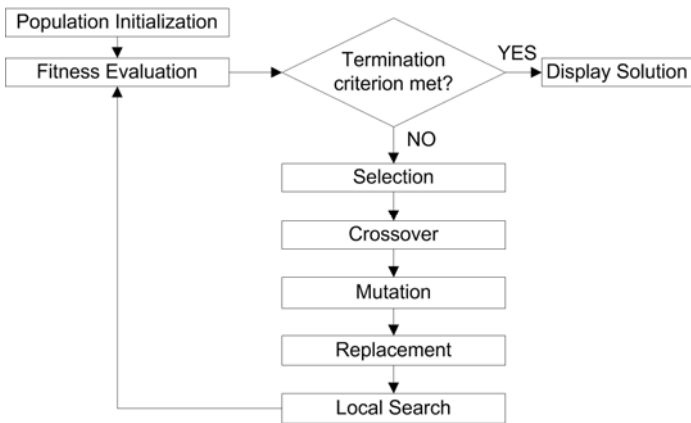 Population Initialization
Fitness Evaluation
Termination
criterion met?
YES
Display Solution
NO
Selection
Crossover
Mutation
Replacement
Local Search